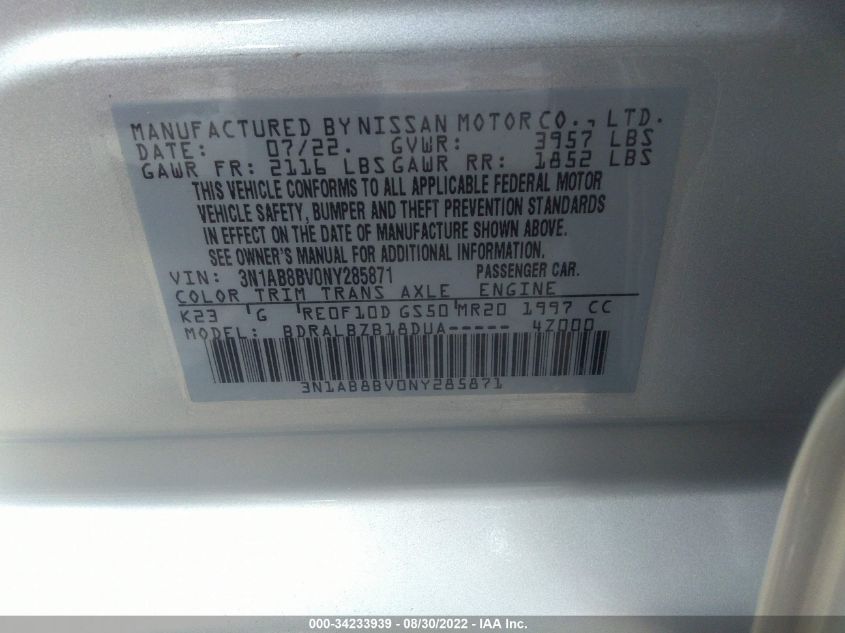 MANUFACTURED BY NISSAN MOTOR CO., LTD.
DATE: 07/22. GVWR: 3957 LBS
GAWR FR: 2116 LBS GAWR RR: 1852 LBS
THIS VEHICLE CONFORMS TO ALL APPLICABLE FEDERAL MOTOR
VEHICLE SAFETY, BUMPER AND THEFT PREVENTION STANDARDS
IN EFFECT ON THE DATE OF MANUFACTURE SHOWN ABOVE.
SEE OWNER'S MANUAL FOR ADDITIONAL INFORMATION.
VIN: 3N1AB8BV0NY285871 PASSENGER CAR.
COLOR TRIM TRANS AXLE ENGINE
K23 'G 'RE0F10D GS50'MR20 1997 CC
MODEL: BDRALBZB18DUA----- 4Z000
3N1AB8BV0NY285871
000-34233939 - 08/30/2022 - IAA Inc.